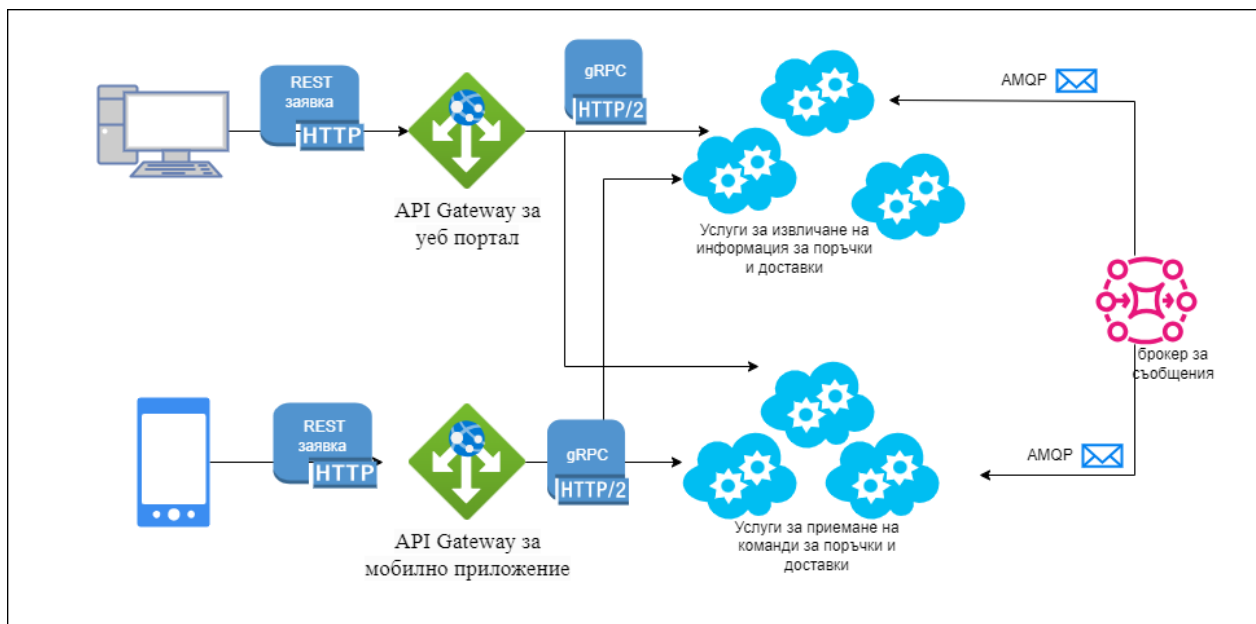 REST
заявка
HTTP
API Gateway за
уеб портал
gRPC
HTTP/2
Услуги за извличане на
информация за поръчки
и доставки
AMQP
брокер за
съобщения
REST
заявка
HTTP
API Gateway за
мобилно приложение
gRPC
HTTP/2
Услуги за приемане на
команди за поръчки и
доставки
AMQP